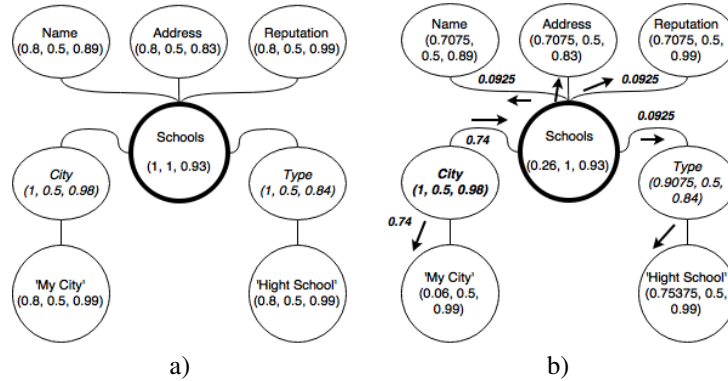 Name
(0.8, 0.5, 0.89)
Address
(0.8, 0.5, 0.83)
Reputation
(0.8, 0.5, 0.99)
Schools
(1, 1, 0.93)
City
(1, 0.5, 0.98)
Type
(1, 0.5, 0.84)
'My City'
(0.8, 0.5, 0.99)
'Hight School'
(0.8, 0.5, 0.99)
a)
Name
(0.7075,
0.5, 0.89)
Address
(0.7075, 0.5,
0.83)
Reputation
(0.7075, 0.5,
0.99)
0.0925
0.0925
0.0925
0.74
Schools
(0.26, 1, 0.93)
City
(1, 0.5, 0.98)
Type
(0.9075, 0.5,
0.84)
0.74
'My City'
(0.06, 0.5,
0.99)
'Hight School'
(0.75375, 0.5,
0.99)
b)